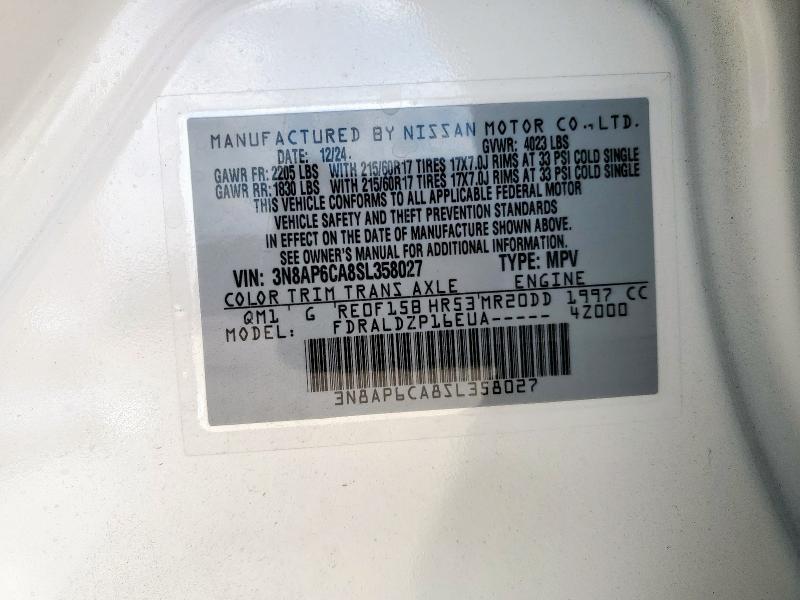 MANUFACTURED BY NISSAN MOTOR CO., LTD.
DATE: 12/24. GVWR: 4023 LBS
GAWR FR: 2205 LBS WITH 215/60R17 TIRES 17X7.0J RIMS AT 33 PSI COLD SINGLE
GAWR RR: 1830 LBS WITH 215/60R17 TIRES 17X7.0J RIMS AT 33 PSI COLD SINGLE
THIS VEHICLE CONFORMS TO ALL APPLICABLE FEDERAL MOTOR
VEHICLE SAFETY AND THEFT PREVENTION STANDARDS
IN EFFECT ON THE DATE OF MANUFACTURE SHOWN ABOVE.
SEE OWNER'S MANUAL FOR ADDITIONAL INFORMATION.
VIN: 3N8AP6CA8SL358027 TYPE: MPV
COLOR TRIM TRANS AXLE ENGINE
QM1 G RE0F15B HR53 MR20DD 1997 CC
MODEL: FDRALDZP16EUA----- 4Z000
3N8AP6CA8SL358027